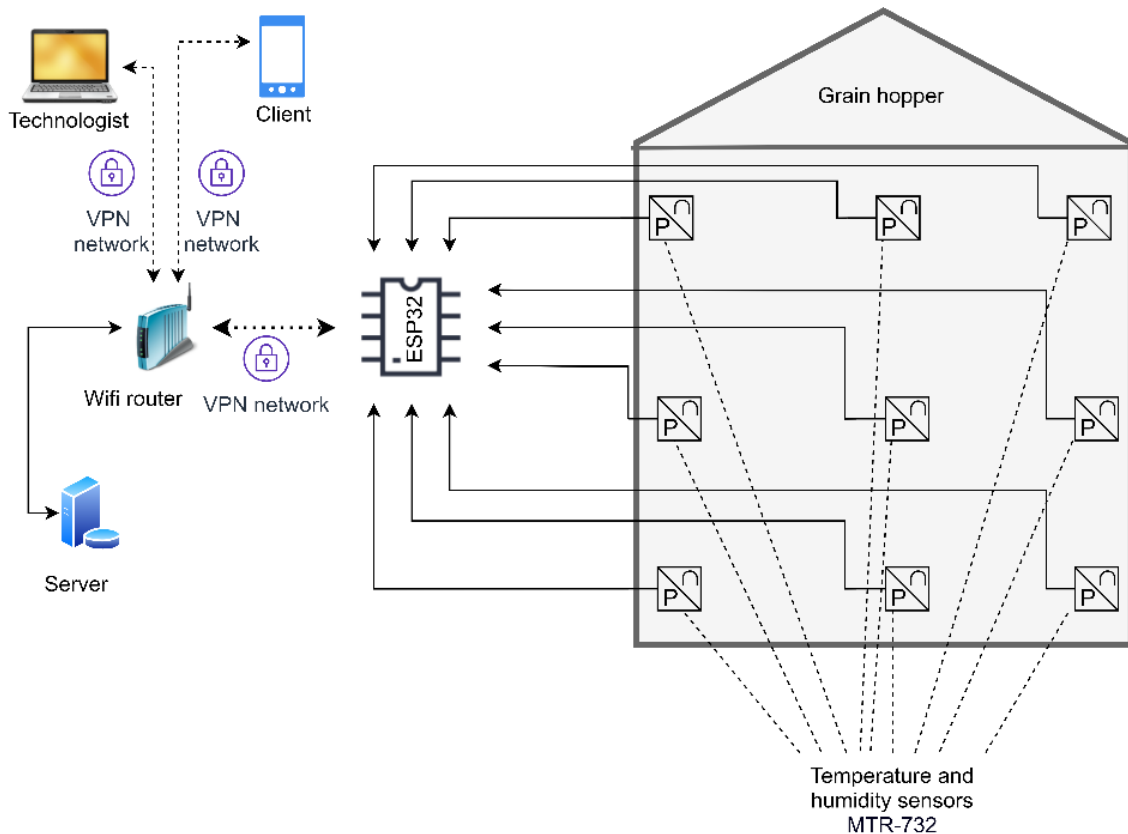 Technologist
Client
Grain hopper
VPN
network
VPN
network
P
P
P
ESP32
Wifi router
VPN network
P
P
P
Server
P
P
P
Temperature and
humidity sensors
MTR-732